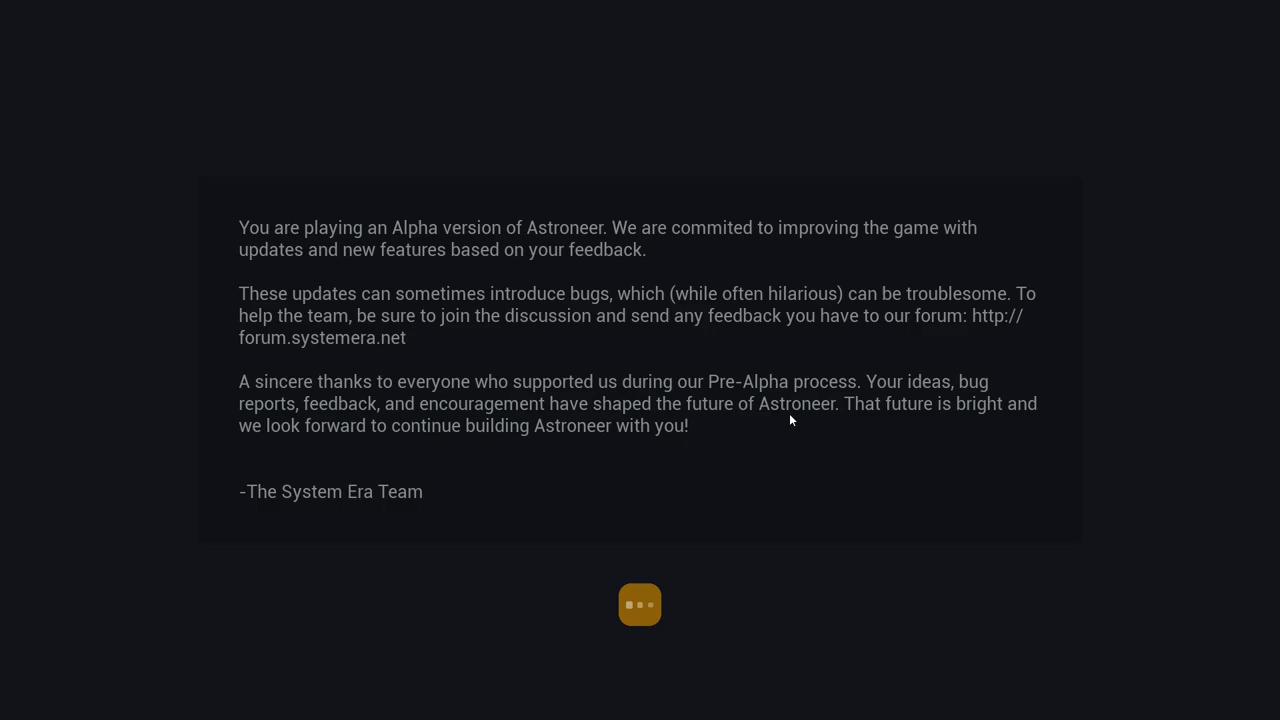 You are playing an Alpha version of Astroneer. We are commited to improving the game with
updates and new features based on your feedback.
These updates can sometimes introduce bugs, which (while often hilarious) can be troublesome. To
help the team, be sure to join the discussion and send any feedback you have to our forum: http://
forum.systemera.net
A sincere thanks to everyone who supported us during our Pre-Alpha process. Your ideas, bug
reports, feedback, and encouragement have shaped the future of Astroneer. That future is bright and
we look forward to continue building Astroneer with you!
-The System Era Team